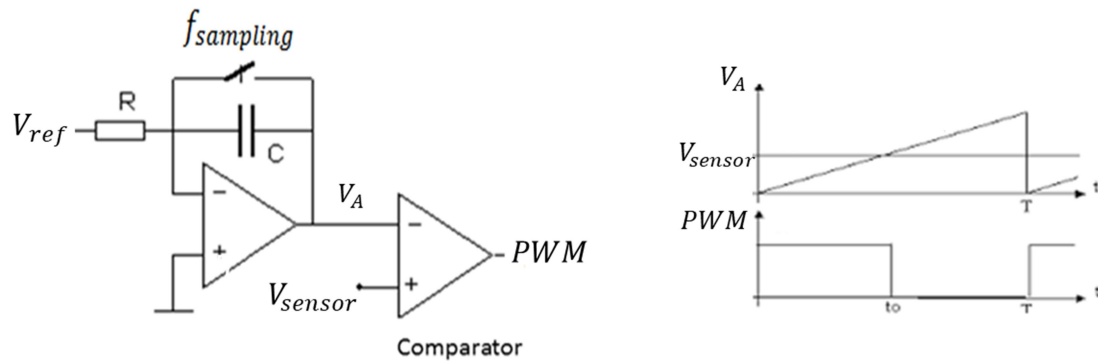 f_sampling
R
V_ref
C
−
+
V_A
−
+
V_sensor
PWM
Comparator
V_A
V_sensor
T
t
PWM
to
T
t